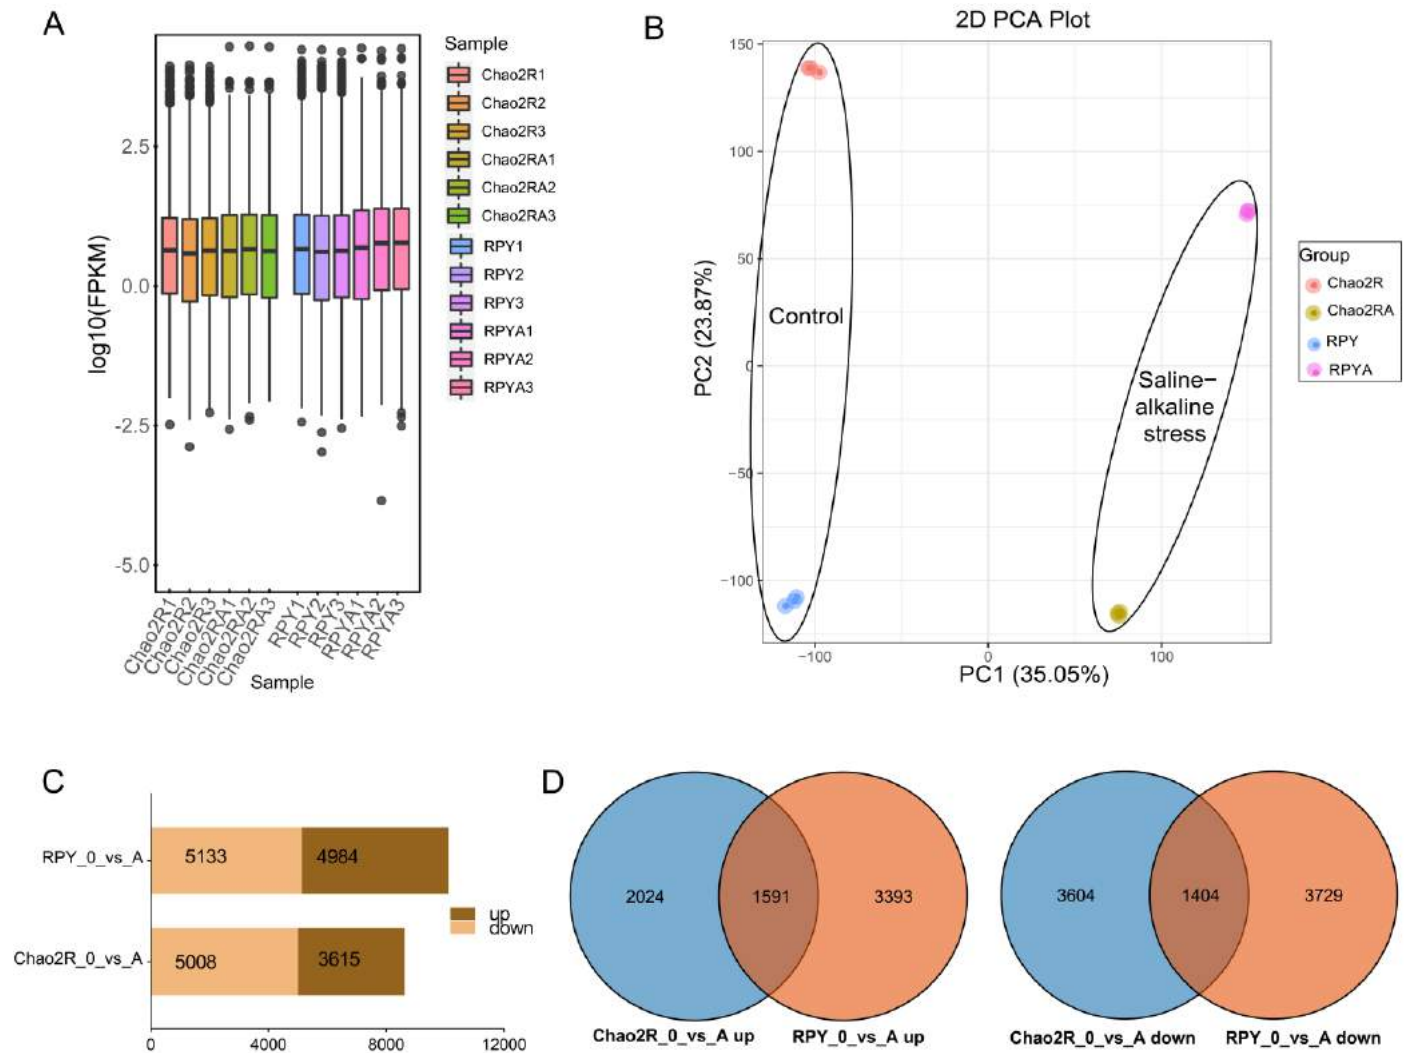 A
Sample
Chao2R1
Chao2R2
Chao2R3
Chao2RA1
Chao2RA2
Chao2RA3
RPY1
RPY2
RPY3
RPYA1
RPYA2
RPYA3
log10(FPKM)
2.5
0.0
-2.5
-5.0
Chao2R1
Chao2R2
Chao2R3
Chao2RA1
Chao2RA2
Chao2RA3
RPY1
RPY2
RPY3
RPYA1
RPYA2
RPYA3
Sample
B
2D PCA Plot
PC2 (23.87%)
150
100
50
0
−50
−100
Control
Saline−
alkaline
stress
−100
0
100
PC1 (35.05%)
Group
Chao2R
Chao2RA
RPY
RPYA
C
RPY_0_vs_A
5133
4984
Chao2R_0_vs_A
5008
3615
up
down
0
4000
8000
12000
D
2024
1591
3393
Chao2R_0_vs_A up
RPY_0_vs_A up
3604
1404
3729
Chao2R_0_vs_A down
RPY_0_vs_A down